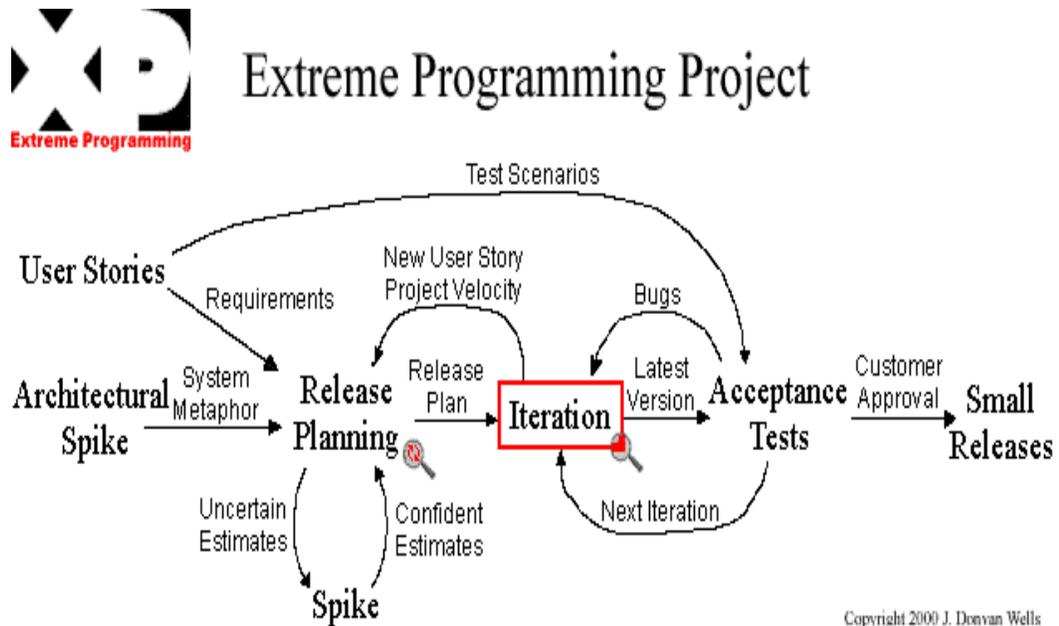 XP
Extreme Programming
Extreme Programming Project
Test Scenarios
User Stories
New User Story
Project Velocity
Bugs
Requirements
Architectural
Spike
System
Metaphor
Release
Planning
Release
Plan
Iteration
Latest
Version
Acceptance
Tests
Customer
Approval
Small
Releases
Uncertain
Estimates
Confident
Estimates
Next Iteration
Spike
Copyright 2000 J. Donvan Wells